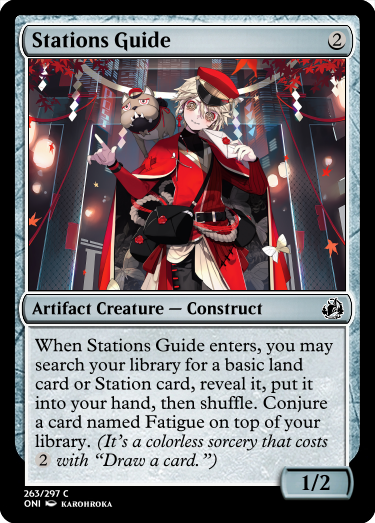 Stations Guide 2
Artifact Creature — Construct
When Stations Guide enters, you may
search your library for a basic land
card or Station card, reveal it, put it
into your hand, then shuffle. Conjure
a card named Fatigue on top of your
library. (It’s a colorless sorcery that costs
2 with “Draw a card.”)
1/2
263/297 C
ONI KAROHROKA